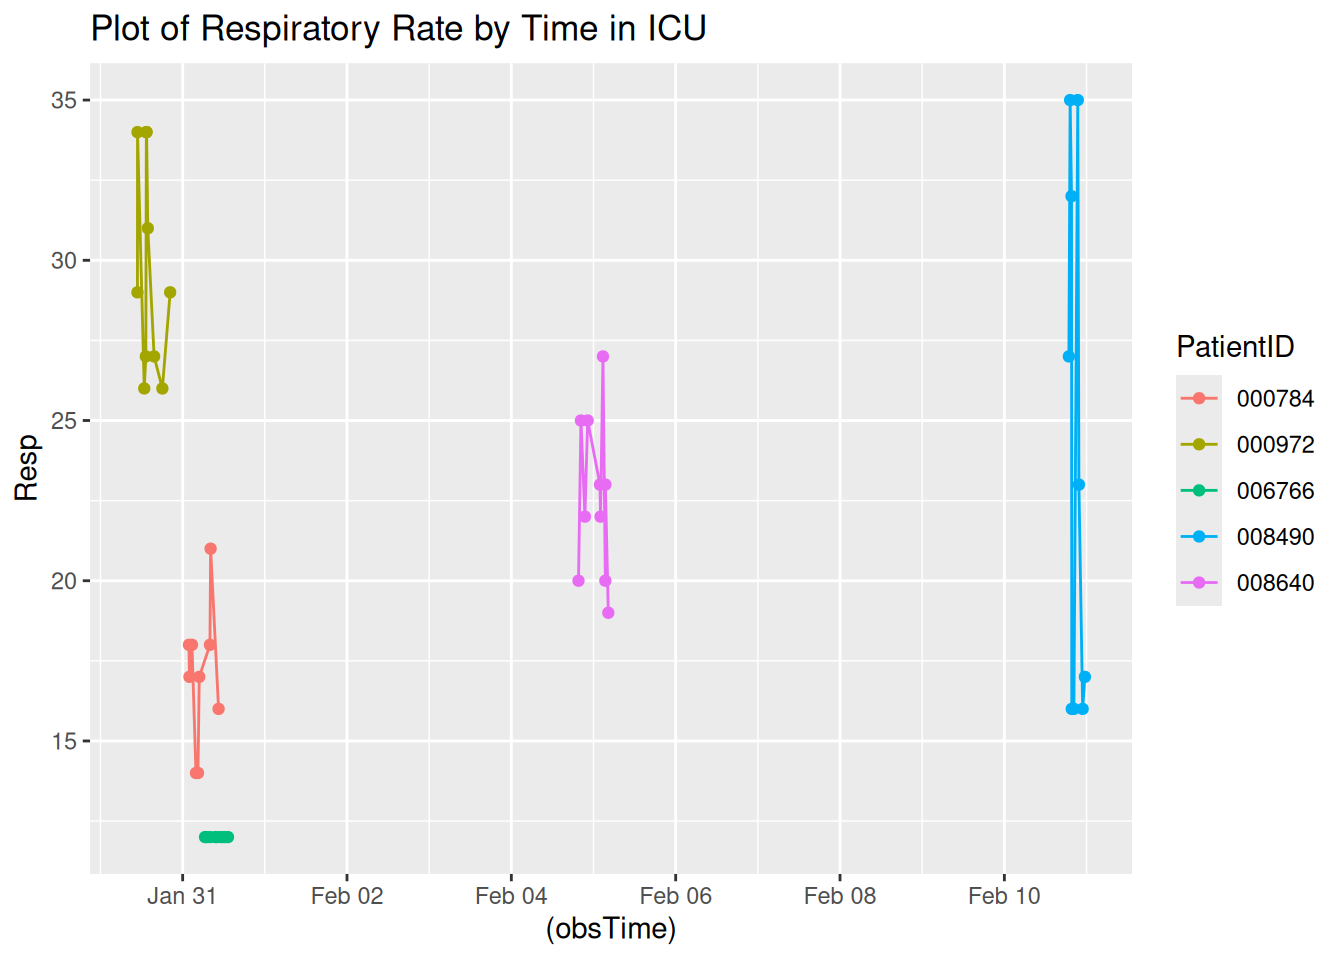 Plot of Respiratory Rate by Time in ICU
35
30
25
20
15
Resp
Jan 31 Feb 02 Feb 04 Feb 06 Feb 08 Feb 10
(obsTime)
PatientID
000784
000972
006766
008490
008640